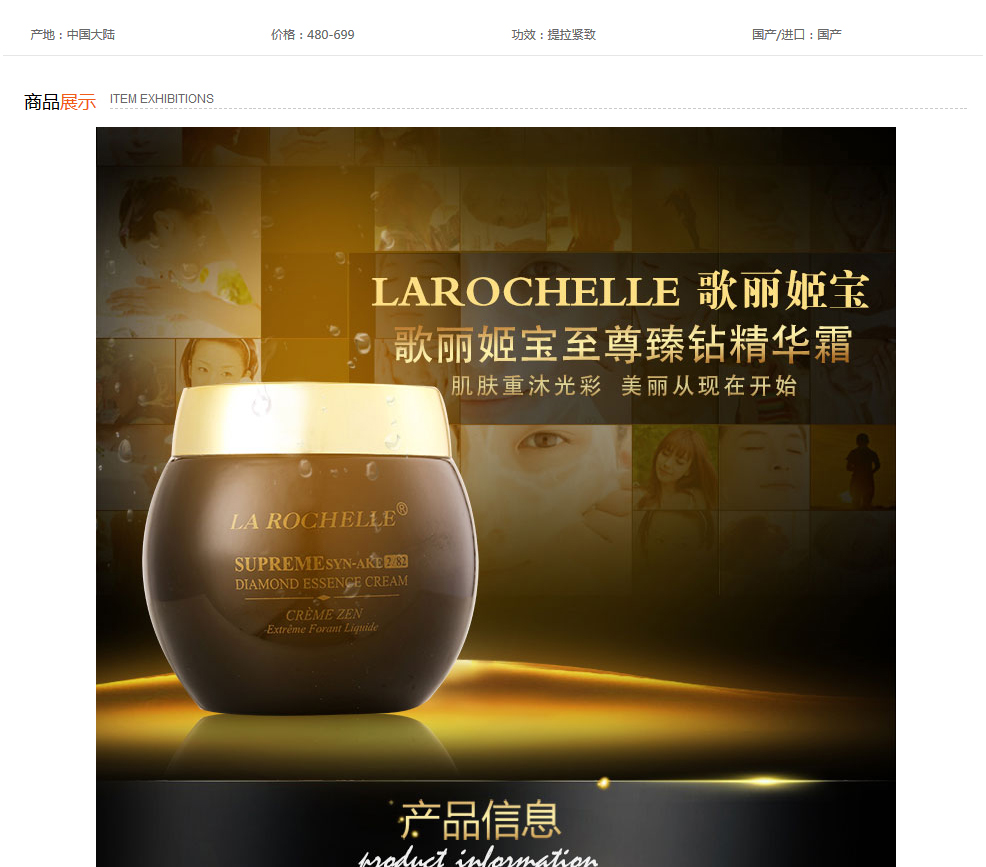 产地：中国大陆
价格：480-699
功效：提拉紧致
国产/进口：国产
商品展示 ITEM EXHIBITIONS
LAROCHELLE 歌丽姬宝
歌丽姬宝至尊臻钻精华霜
肌肤重沐光彩 美丽从现在开始
LA ROCHELLE®
SUPREME SYN-AKE
DIAMOND ESSENCE CREAM
CRÈME ZEN
Extrême Forant Liquide
产品信息
product information